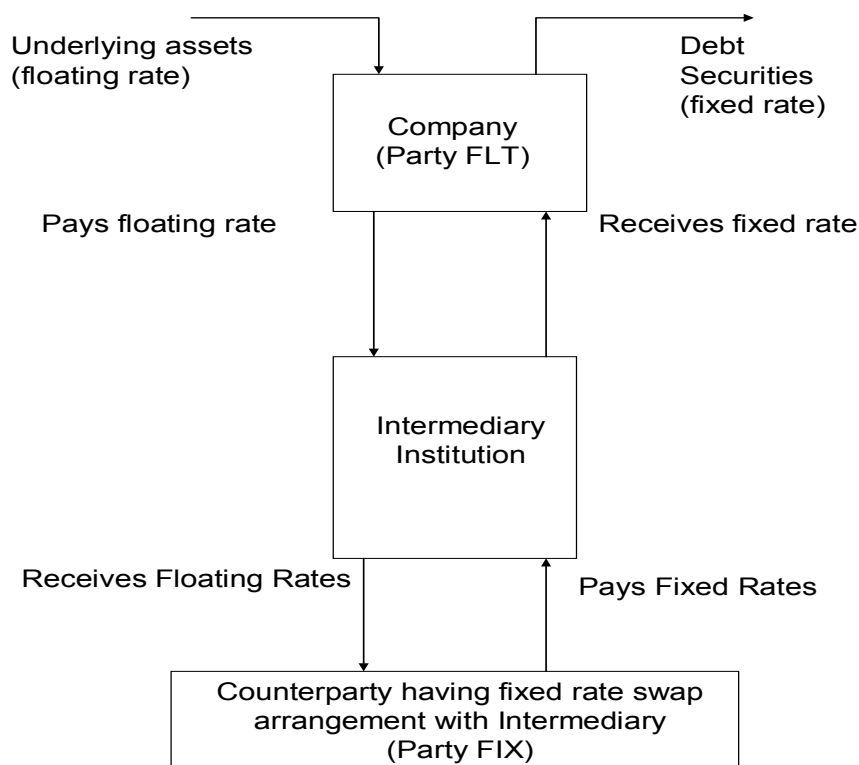 Underlying assets
(floating rate)
Debt
Securities
(fixed rate)
Company
(Party FLT)
Pays floating rate
Receives fixed rate
Intermediary
Institution
Receives Floating Rates
Pays Fixed Rates
Counterparty having fixed rate swap
arrangement with Intermediary
(Party FIX)